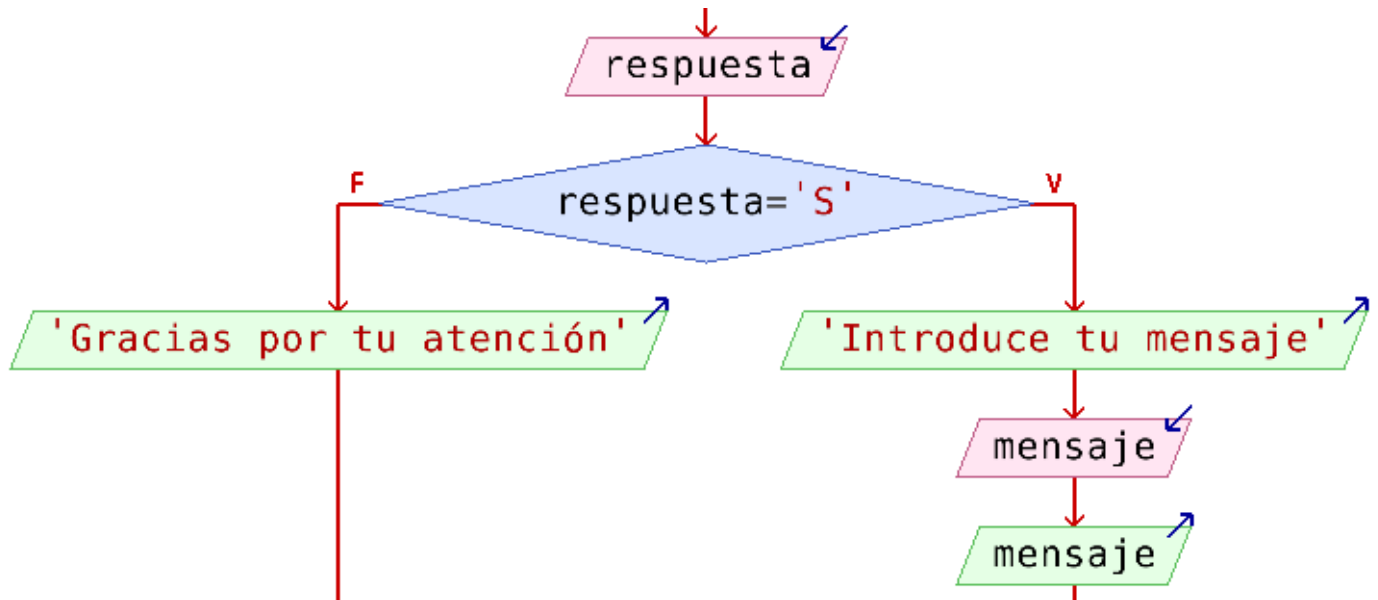 respuesta
F
V
respuesta='S'
'Gracias por tu atención'
'Introduce tu mensaje'
mensaje
mensaje